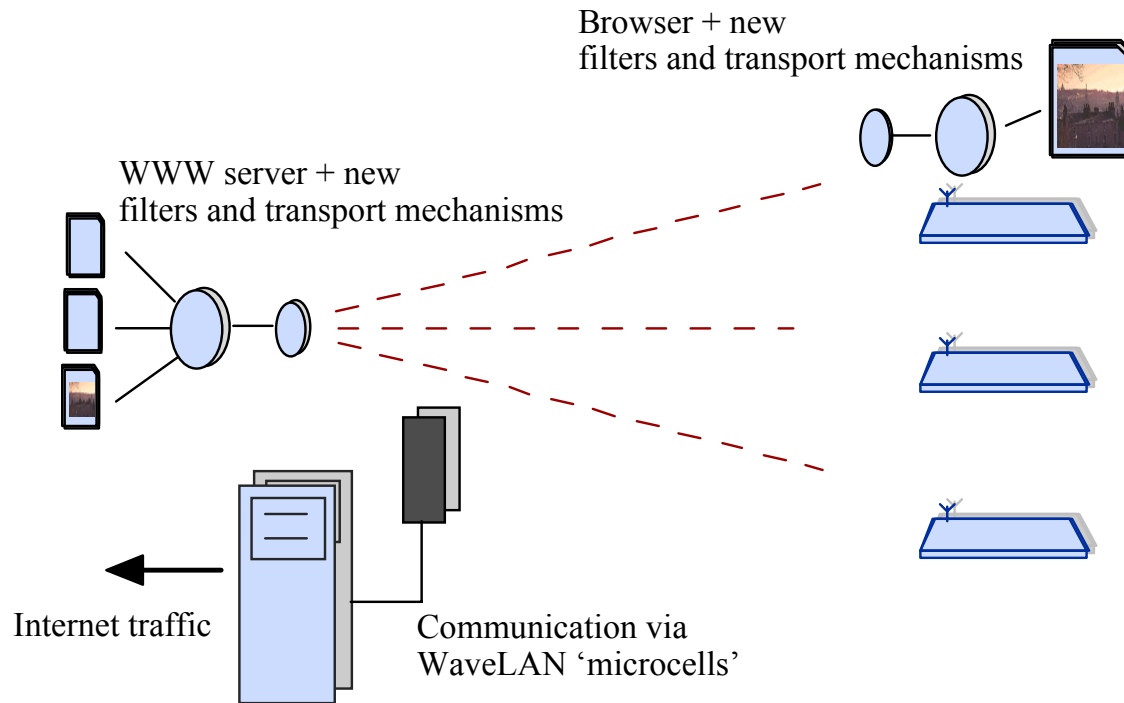 Browser + new
filters and transport mechanisms
WWW server + new
filters and transport mechanisms
Internet traffic
Communication via
WaveLAN ‘microcells’